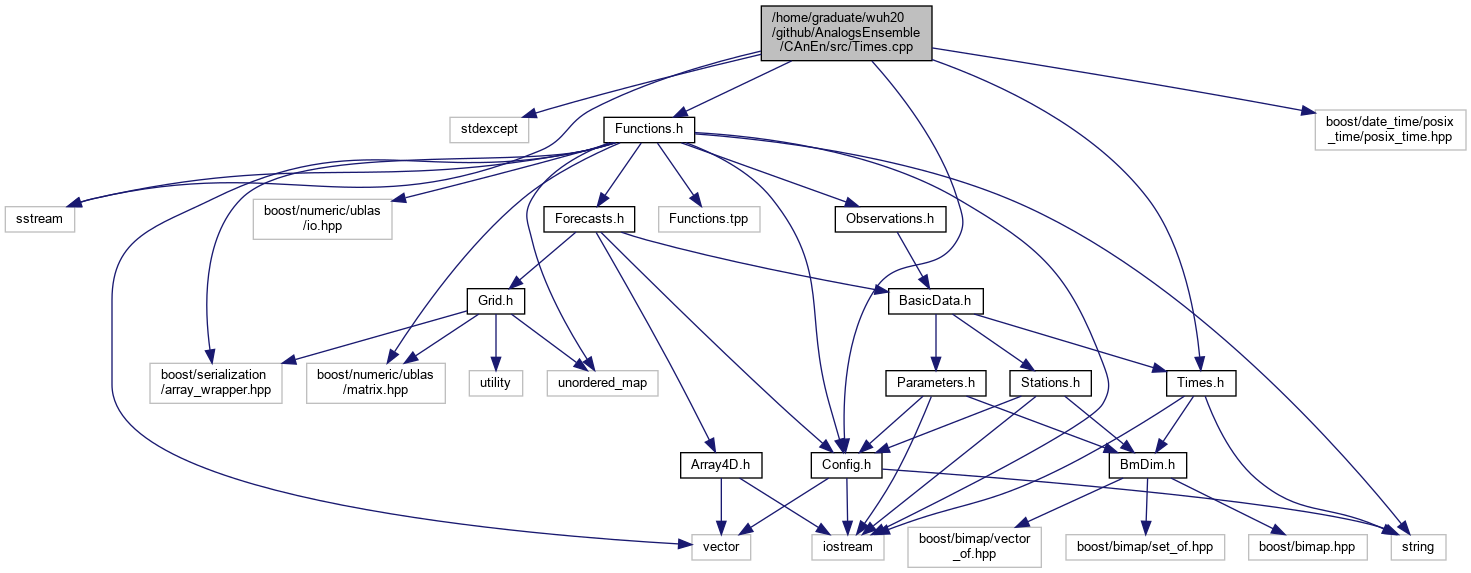 /home/graduate/wuh20
/github/AnalogsEnsemble
/CAnEn/src/Times.cpp
stdexcept
Functions.h
boost/date_time/posix
_time/posix_time.hpp
sstream
boost/numeric/ublas
/io.hpp
Forecasts.h
Functions.tpp
Observations.h
Grid.h
BasicData.h
boost/serialization
/array_wrapper.hpp
boost/numeric/ublas
/matrix.hpp
utility
unordered_map
Parameters.h
Stations.h
Times.h
Array4D.h
Config.h
BmDim.h
vector
iostream
boost/bimap/vector
_of.hpp
boost/bimap/set_of.hpp
boost/bimap.hpp
string